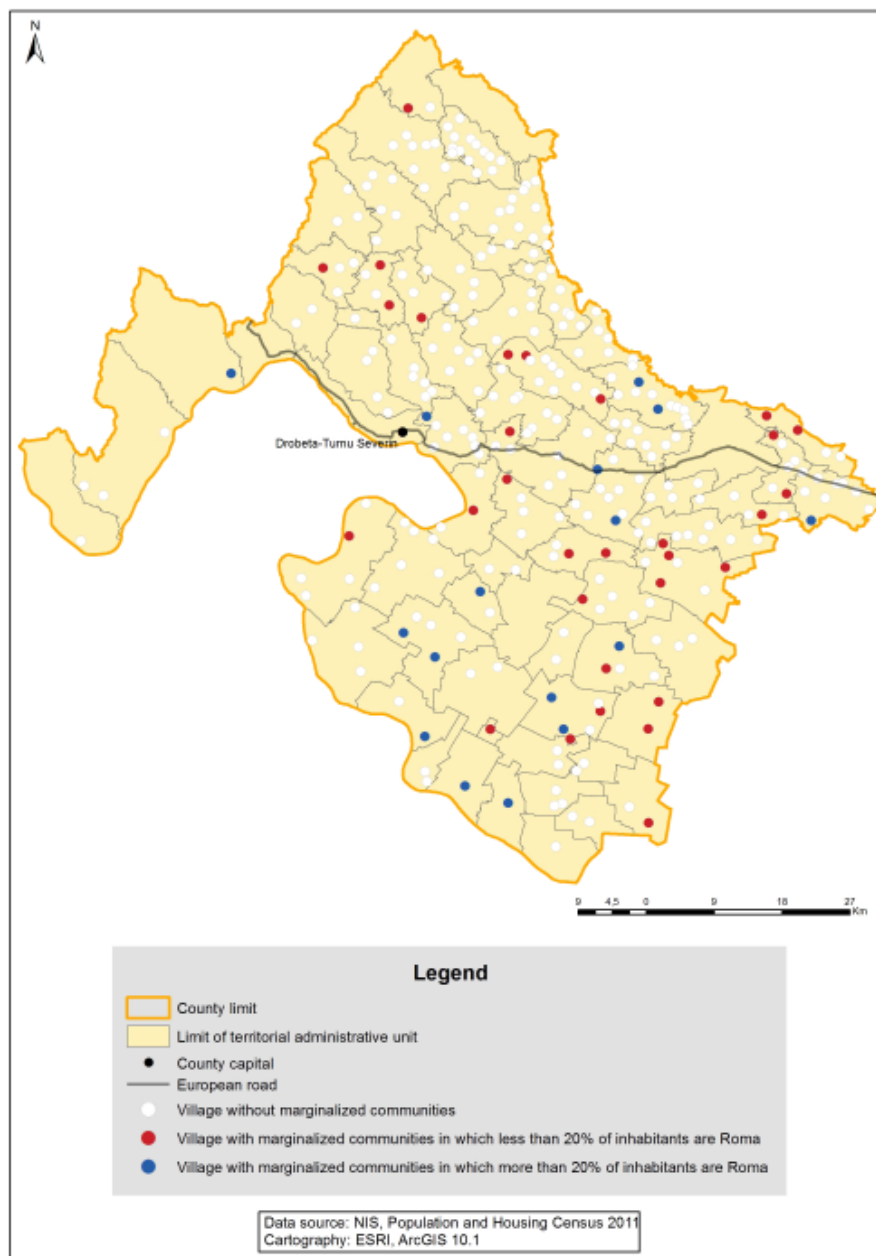 N
Drobeta-Turnu Severin
9 4,5 0 9 18 27
Km
Legend
County limit
Limit of territorial administrative unit
County capital
European road
Village without marginalized communities
Village with marginalized communities in which less than 20% of inhabitants are Roma
Village with marginalized communities in which more than 20% of inhabitants are Roma
Data source: NIS, Population and Housing Census 2011
Cartography: ESRI, ArcGIS 10.1